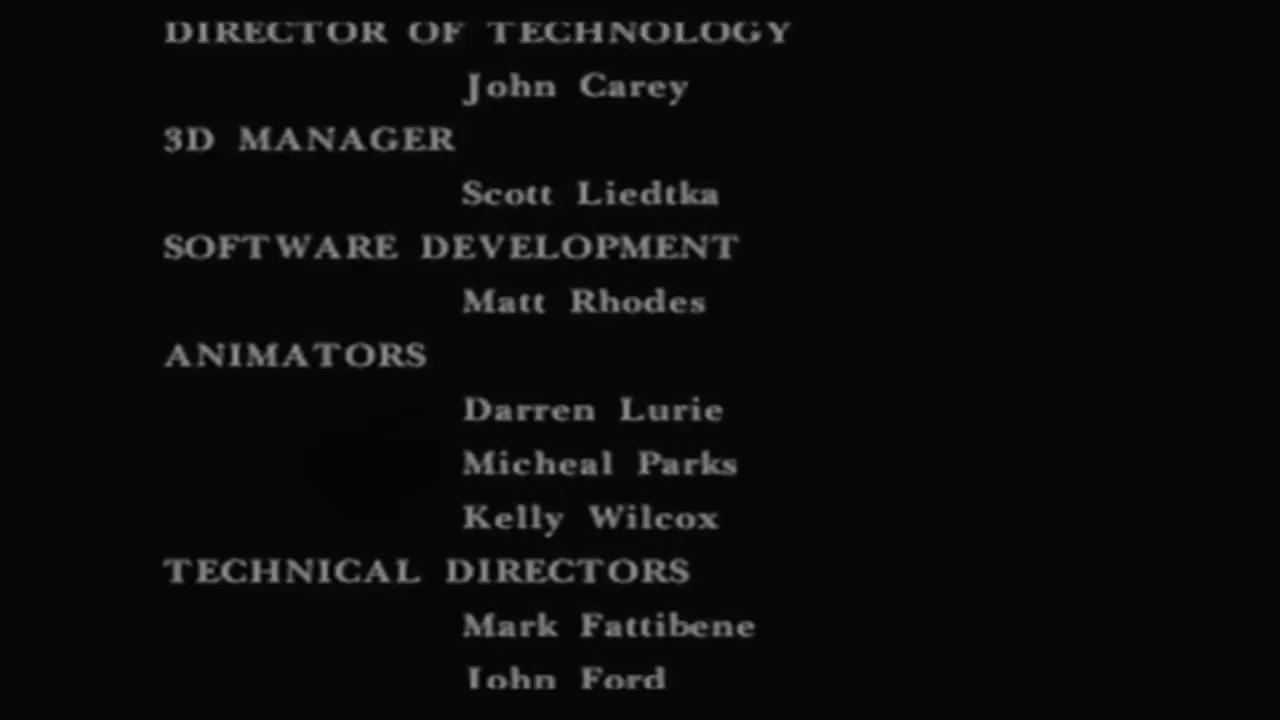 DIRECTOR OF TECHNOLOGY
John Carey
3D MANAGER
Scott Liedtka
SOFTWARE DEVELOPMENT
Matt Rhodes
ANIMATORS
Darren Lurie
Micheal Parks
Kelly Wilcox
TECHNICAL DIRECTORS
Mark Fattibene
John Ford